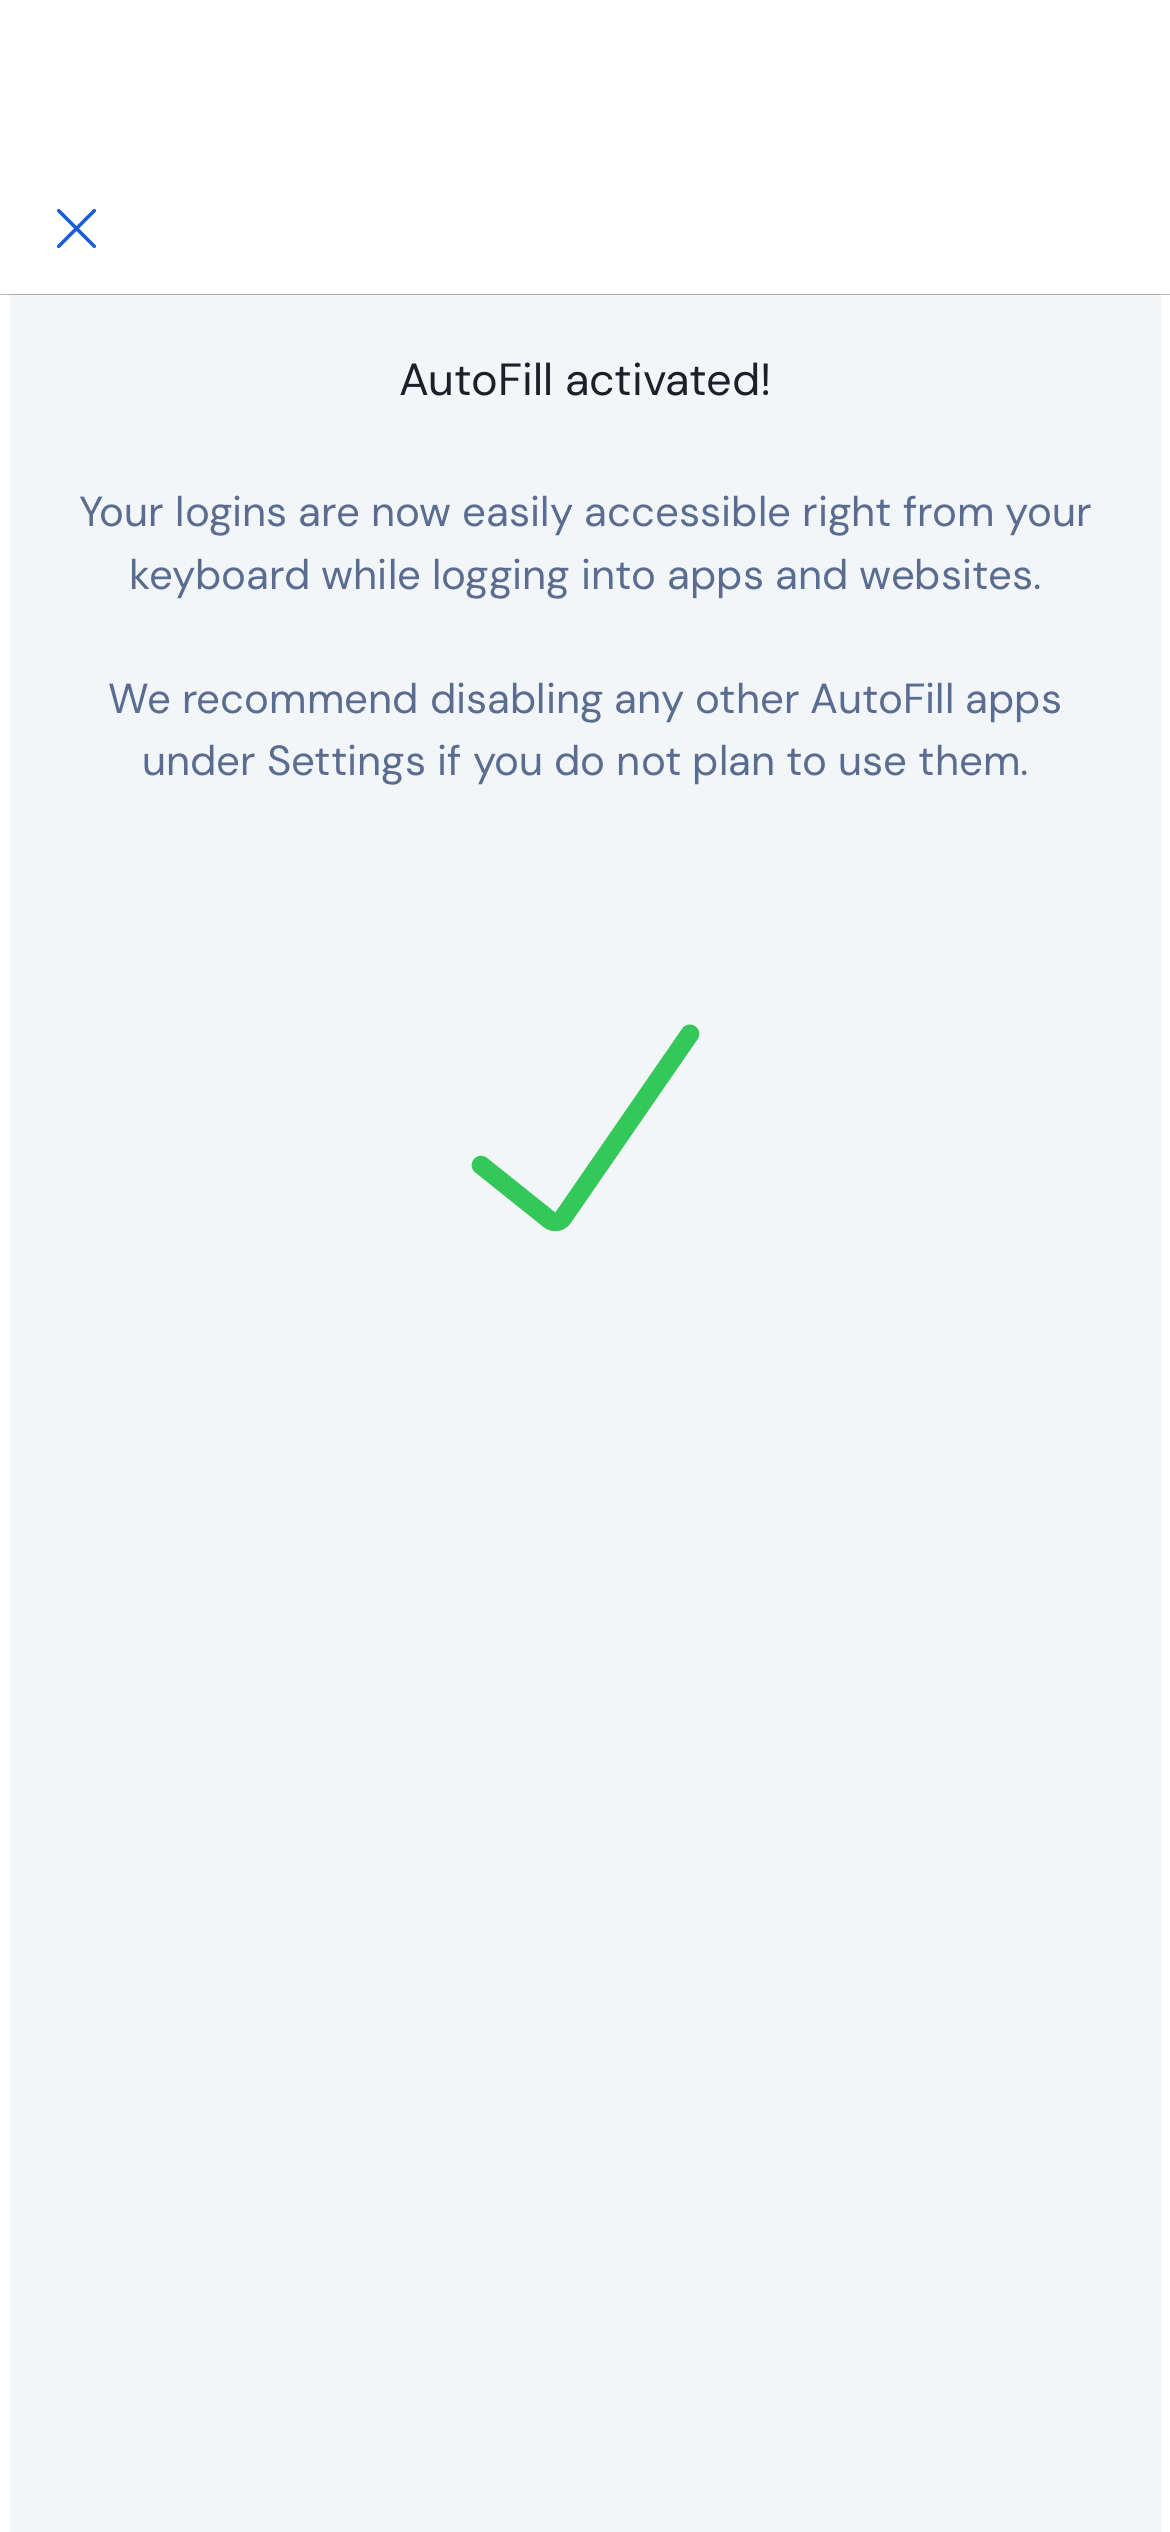 AutoFill activated!
Your logins are now easily accessible right from your
keyboard while logging into apps and websites.
We recommend disabling any other AutoFill apps
under Settings if you do not plan to use them.